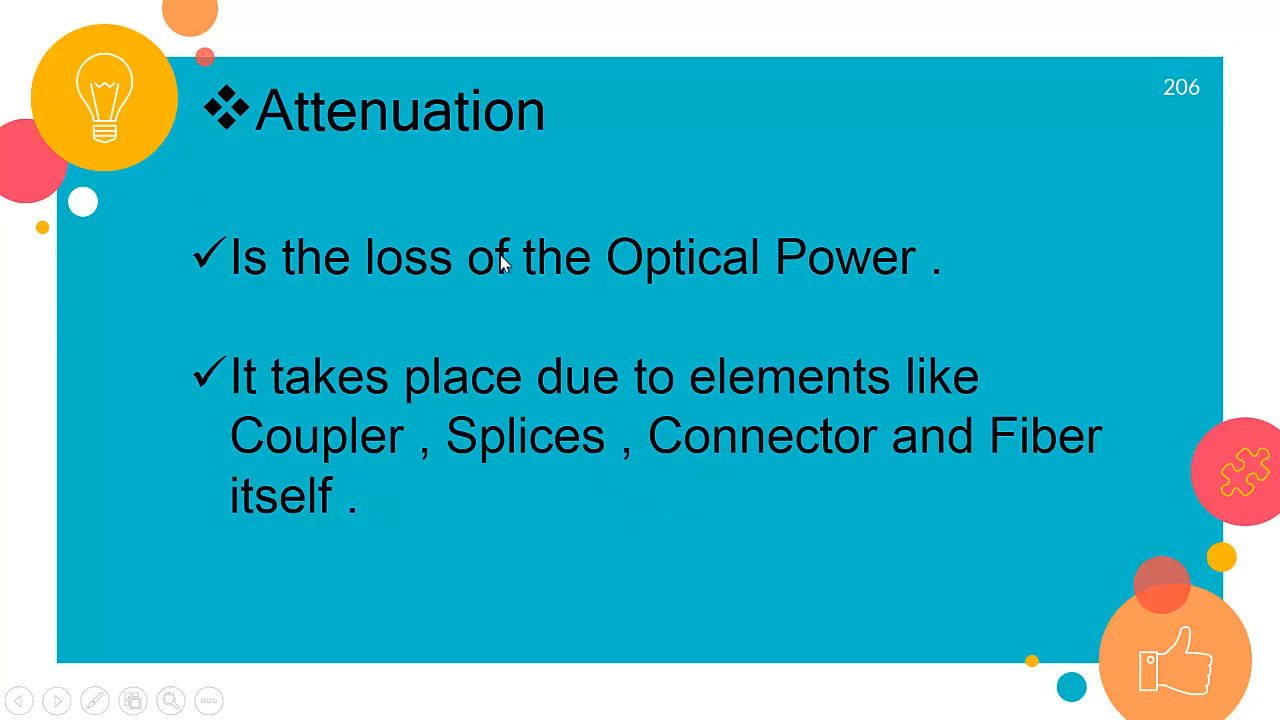 206
❖Attenuation
✓Is the loss of the Optical Power .
✓It takes place due to elements like
Coupler , Splices , Connector and Fiber
itself .